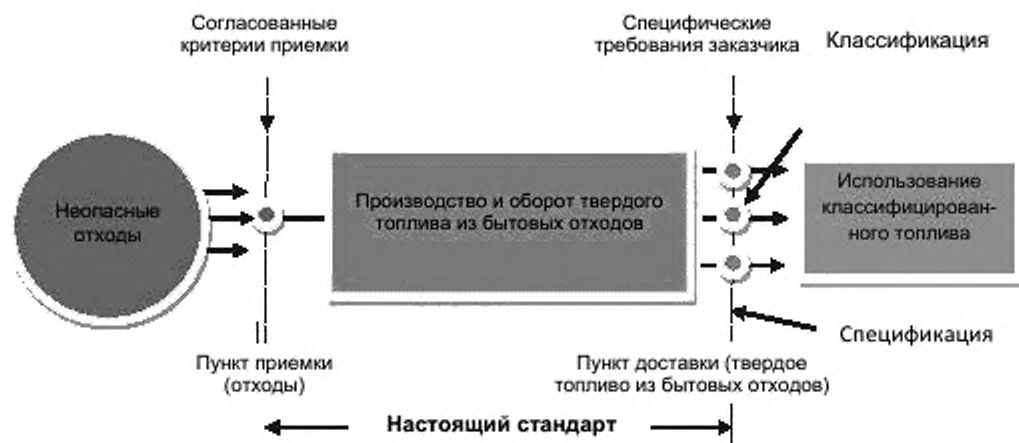 Согласованные
критерии приемки
Специфические
требования заказчика
Классификация
Неопасные
отходы
Производство и оборот твердого
топлива из бытовых отходов
Использование
классифицирован-
ного топлива
Спецификация
Пункт приемки
(отходы)
Пункт доставки (твердое
топливо из бытовых отходов)
Настоящий стандарт